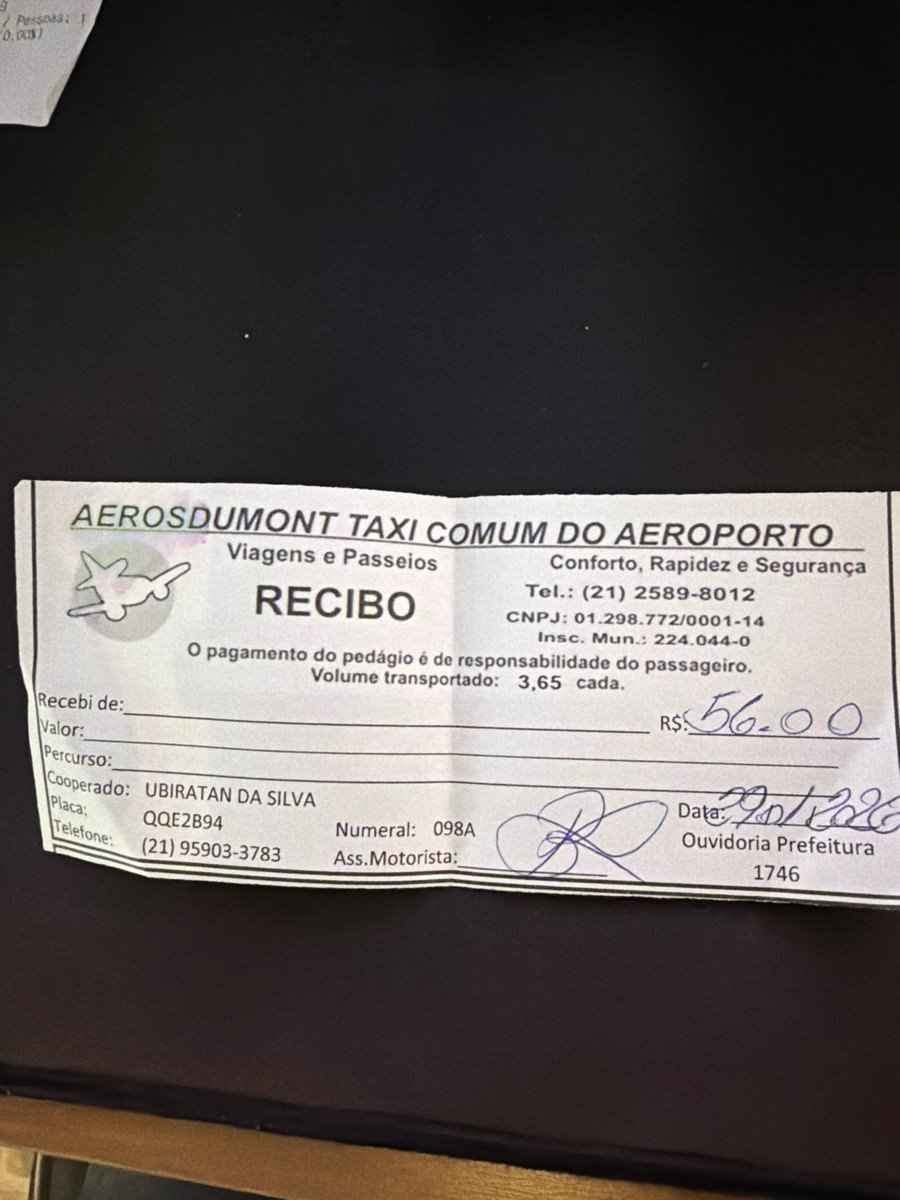 / Pessoas: 1
AEROSDUMONT TAXI COMUM DO AEROPORTO
Viagens e Passeios
Conforto, Rapidez e Segurança
RECIBO
Tel.: (21) 2589-8012
CNPJ: 01.298.772/0001-14
Insc. Mun.: 224.044-0
O pagamento do pedágio é de responsabilidade do passageiro.
Volume transportado: 3,65 cada.
Recebi de:
R$: 56.00
Valor:
Percurso:
Cooperado: UBIRATAN DA SILVA
Placa: QQE2B94
Numeral: 098A
Data:
Telefone: (21) 95903-3783
Ass.Motorista:
Ouvidoria Prefeitura
1746